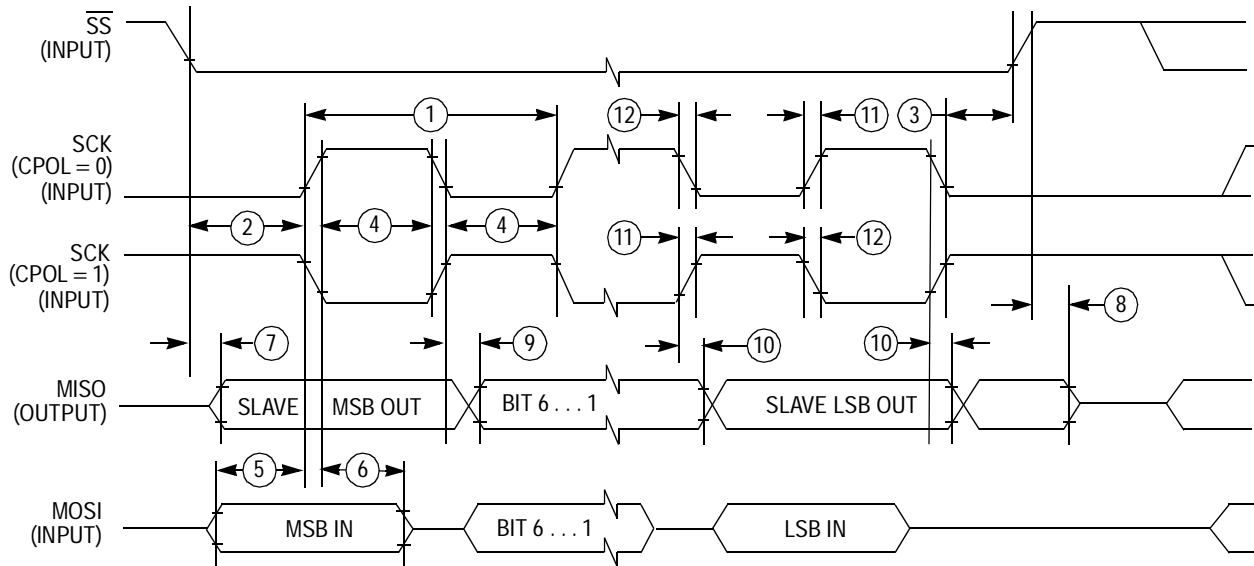 SS
(INPUT)
1
12
11
3
SCK
(CPOL = 0)
(INPUT)
2
4
4
11
12
SCK
(CPOL = 1)
(INPUT)
8
7
9
10
10
MISO
(OUTPUT)
SLAVE
MSB OUT
BIT 6 . . . 1
SLAVE LSB OUT
5
6
MOSI
(INPUT)
MSB IN
BIT 6 . . . 1
LSB IN